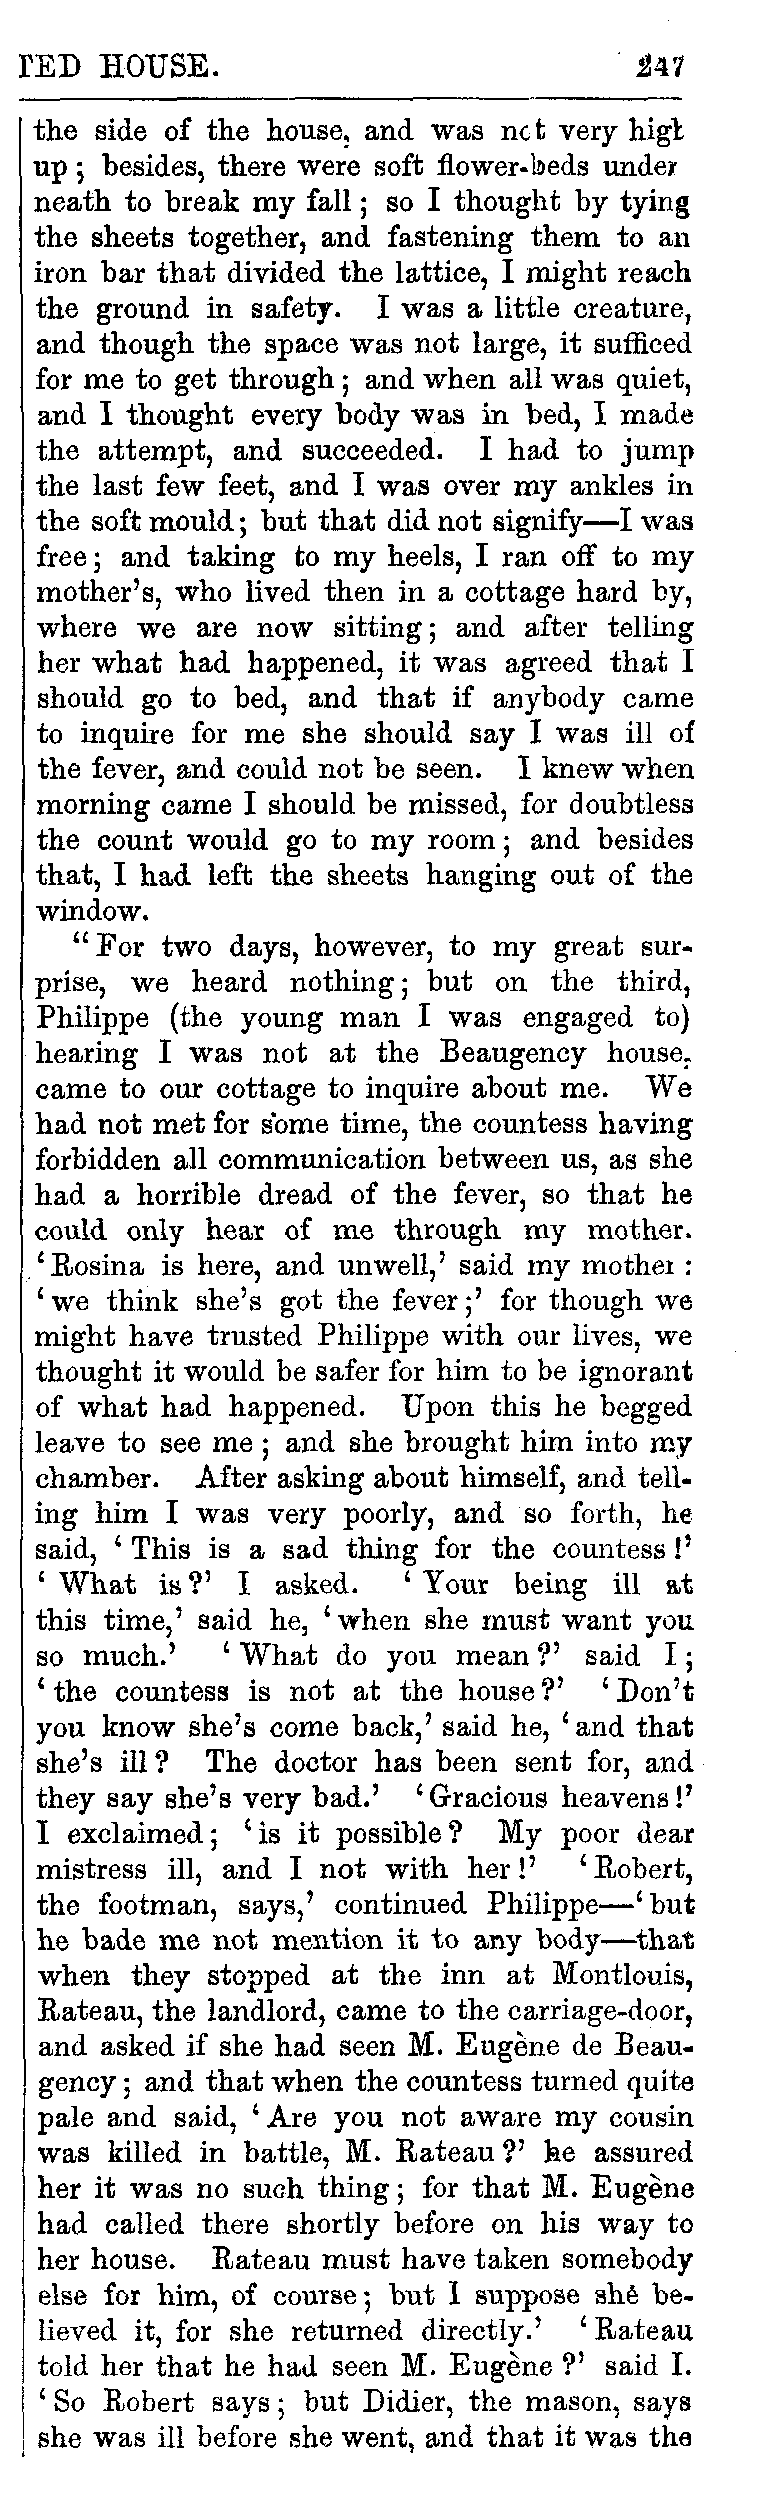 TED HOUSE. 247
the side of the house, and was not very high
up; besides, there were soft flower-beds under
neath to break my fall; so I thought by tying
the sheets together, and fastening them to an
iron bar that divided the lattice, I might reach
the ground in safety. I was a little creature,
and though the space was not large, it sufficed
for me to get through; and when all was quiet,
and I thought every body was in bed, I made
the attempt, and succeeded. I had to jump
the last few feet, and I was over my ankles in
the soft mould; but that did not signify—I was
free; and taking to my heels, I ran off to my
mother's, who lived then in a cottage hard by,
where we are now sitting; and after telling
her what had happened, it was agreed that I
should go to bed, and that if anybody came
to inquire for me she should say I was ill of
the fever, and could not be seen. I knew when
morning came I should be missed, for doubtless
the count would go to my room; and besides
that, I had left the sheets hanging out of the
window.
"For two days, however, to my great sur-
prise, we heard nothing; but on the third,
Philippe (the young man I was engaged to)
hearing I was not at the Beaugency house,
came to our cottage to inquire about me. We
had not met for some time, the countess having
forbidden all communication between us, as she
had a horrible dread of the fever, so that he
could only hear of me through my mother.
'Rosina is here, and unwell,' said my mother:
'we think she's got the fever;' for though we
might have trusted Philippe with our lives, we
thought it would be safer for him to be ignorant
of what had happened. Upon this he begged
leave to see me; and she brought him into my
chamber. After asking about himself, and tell-
ing him I was very poorly, and so forth, he
said, 'This is a sad thing for the countess!'
'What is?' I asked. 'Your being ill at
this time,' said he, 'when she must want you
so much.' 'What do you mean?' said I;
'the countess is not at the house?' 'Don't
you know she's come back,' said he, 'and that
she's ill? The doctor has been sent for, and
they say she's very bad.' 'Gracious heavens!'
I exclaimed; 'is it possible? My poor dear
mistress ill, and I not with her!' 'Robert,
the footman, says,' continued Philippe—'but
he bade me not mention it to any body—that
when they stopped at the inn at Montlouis,
Rateau, the landlord, came to the carriage-door,
and asked if she had seen M. Eugène de Beau-
gency; and that when the countess turned quite
pale and said, 'Are you not aware my cousin
was killed in battle, M. Rateau?' he assured
her it was no such thing; for that M. Eugène
had called there shortly before on his way to
her house. Rateau must have taken somebody
else for him, of course; but I suppose she be-
lieved it, for she returned directly.' 'Rateau
told her that he had seen M. Eugène?' said I.
'So Robert says; but Didier, the mason, says
she was ill before she went, and that it was the